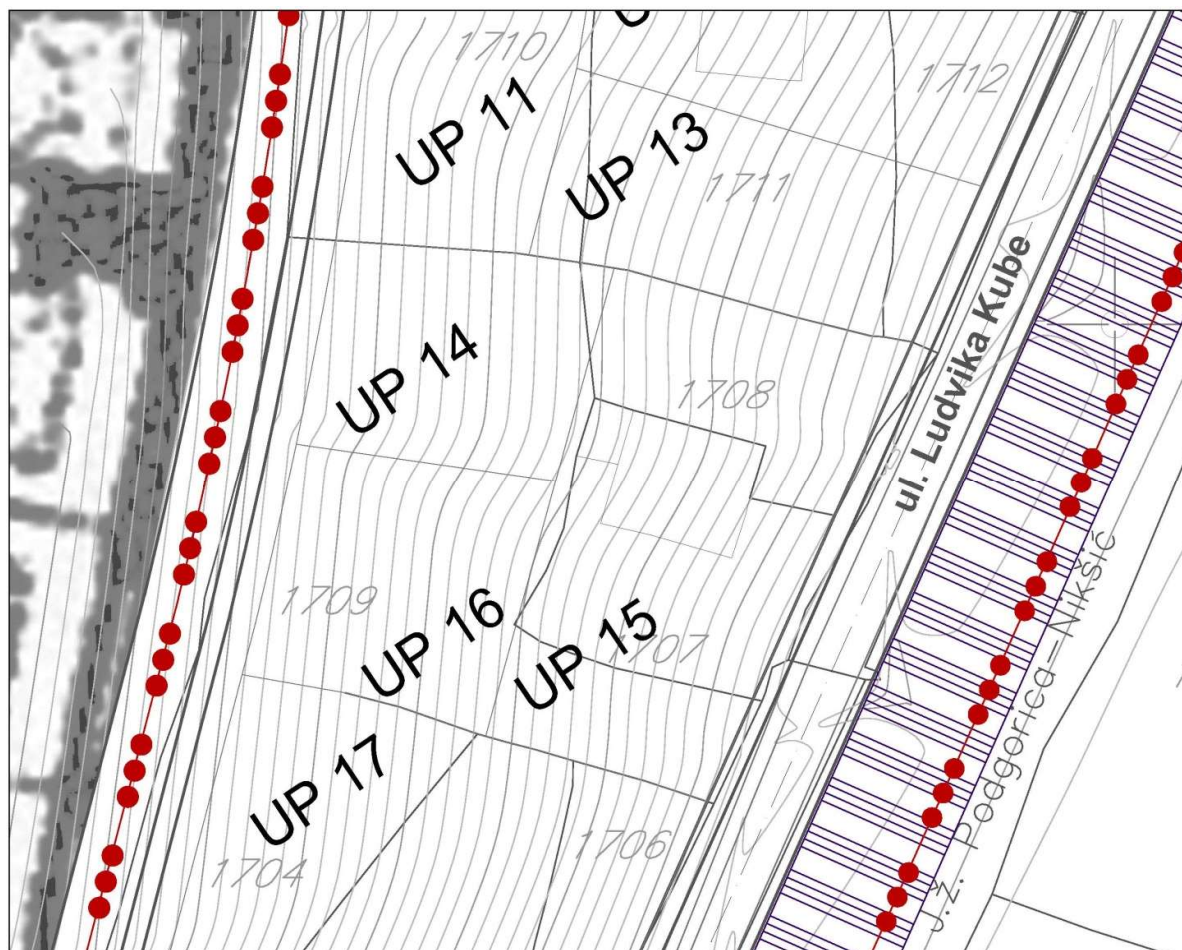 1710
1712
UP 11
UP 13
1711
ul. Ludvika Kube
UP 14
1708
J.Ž. Podgorica-Nikšić
1709
UP 16
UP 15
1707
UP 17
1706
1704